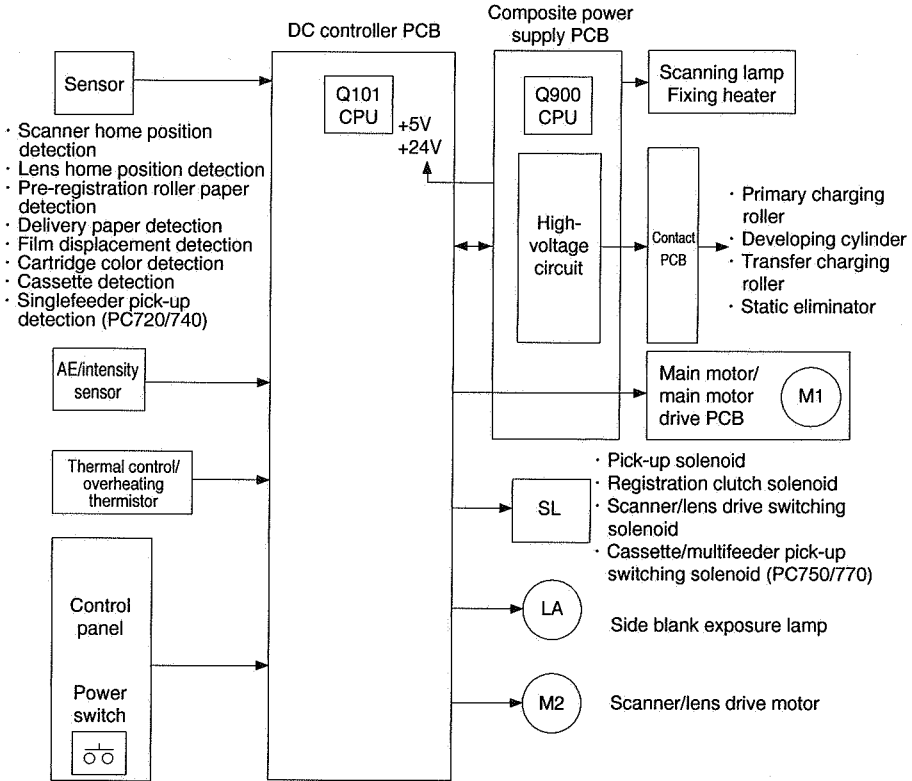 DC controller PCB
Composite power
supply PCB
Sensor
· Scanner home position
detection
· Lens home position detection
· Pre-registration roller paper
detection
· Delivery paper detection
· Film displacement detection
· Cartridge color detection
· Cassette detection
· Singlefeeder pick-up
detection (PC720/740)
AE/intensity
sensor
Thermal control/
overheating
thermistor
Control
panel
Power
switch
Q101
CPU
+5V
+24V
Q900
CPU
High-
voltage
circuit
Scanning lamp
Fixing heater
Contact
PCB
· Primary charging
roller
· Developing cylinder
· Transfer charging
roller
· Static eliminator
Main motor/
main motor
drive PCB
M1
SL
· Pick-up solenoid
· Registration clutch solenoid
· Scanner/lens drive switching
solenoid
· Cassette/multifeeder pick-up
switching solenoid (PC750/770)
LA
Side blank exposure lamp
M2
Scanner/lens drive motor